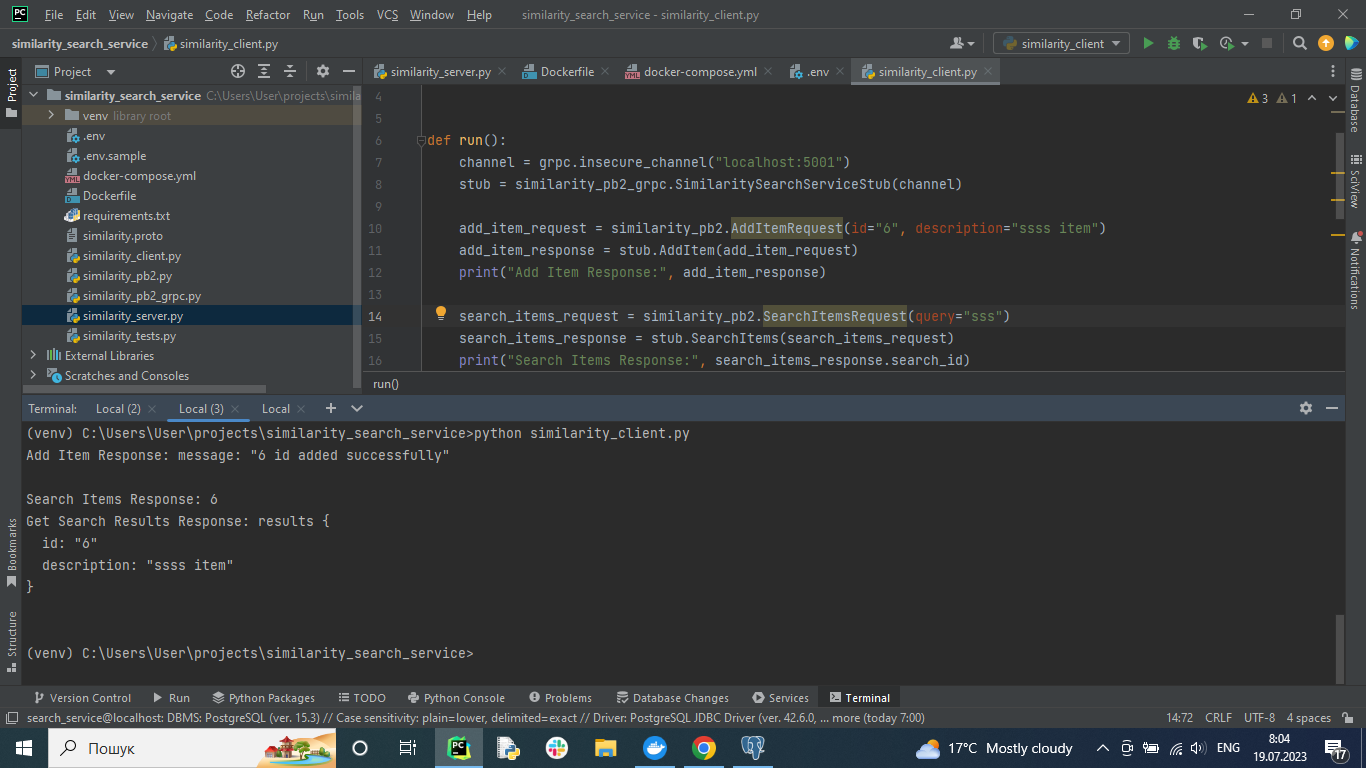 File Edit View Navigate Code Refactor Run Tools VCS Window Help similarity_search_service - similarity_client.py
similarity_search_service similarity_client.py similarity_client
Project
Project
similarity_server.py Dockerfile docker-compose.yml .env similarity_client.py
similarity_search_service C:\Users\User\projects\simila
venv library root
.env
.env.sample
docker-compose.yml
Dockerfile
requirements.txt
similarity.proto
similarity_client.py
similarity_pb2.py
similarity_pb2_grpc.py
similarity_server.py
similarity_tests.py
External Libraries
Scratches and Consoles
3 1
4
5
6 def run():
7 channel = grpc.insecure_channel("localhost:5001")
8 stub = similarity_pb2_grpc.SimilaritySearchServiceStub(channel)
9
10 add_item_request = similarity_pb2.AddItemRequest(id="6", description="ssss item")
11 add_item_response = stub.AddItem(add_item_request)
12 print("Add Item Response:", add_item_response)
13
14 search_items_request = similarity_pb2.SearchItemsRequest(query="sss")
15 search_items_response = stub.SearchItems(search_items_request)
16 print("Search Items Response:", search_items_response.search_id)
run()
Database
SciView
Notifications
Terminal: Local (2) Local (3) Local
(venv) C:\Users\User\projects\similarity_search_service>python similarity_client.py
Add Item Response: message: "6 id added successfully"
Search Items Response: 6
Get Search Results Response: results {
id: "6"
description: "ssss item"
}
(venv) C:\Users\User\projects\similarity_search_service>
Bookmarks
Structure
Version Control Run Python Packages TODO Python Console Problems Database Changes Services Terminal
search_service@localhost: DBMS: PostgreSQL (ver. 15.3) // Case sensitivity: plain=lower, delimited=exact // Driver: PostgreSQL JDBC Driver (ver. 42.6.0, ... more (today 7:00) 14:72 CRLF UTF-8 4 spaces
Пошук 17°C Mostly cloudy ENG 8:04
19.07.2023 17